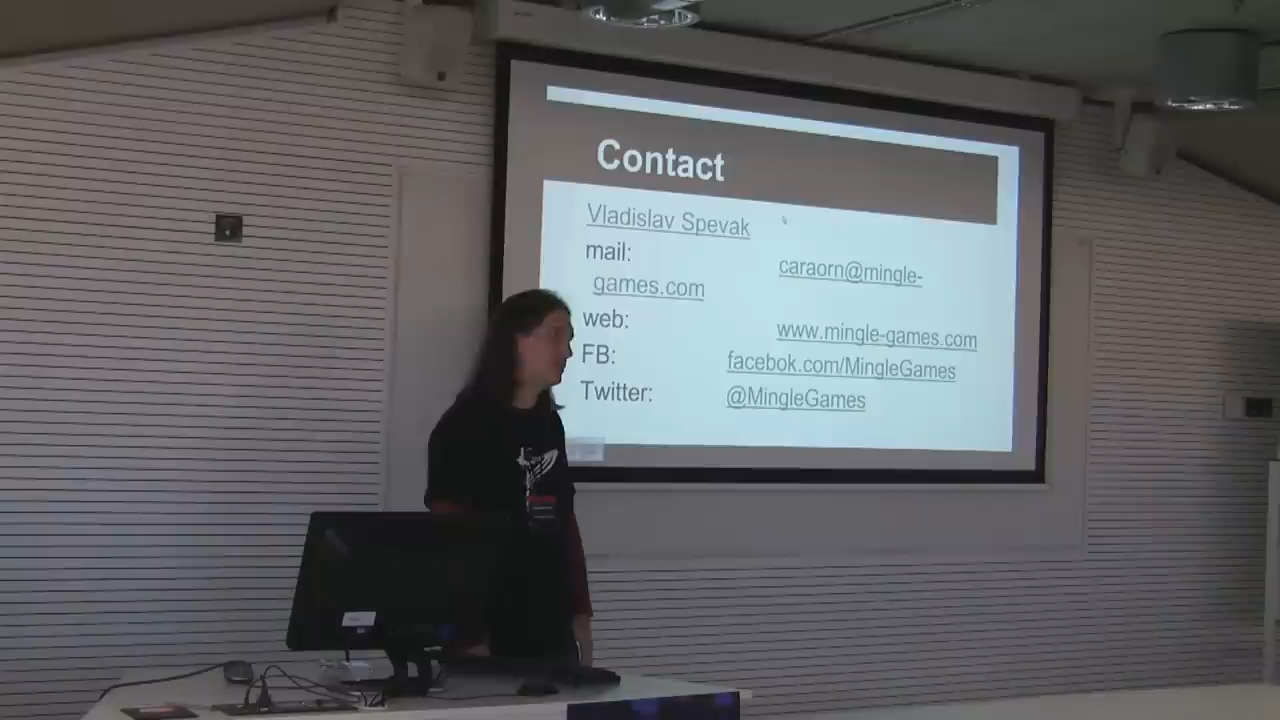 Contact
Vladislav Spevak
mail: caraorn@mingle-
games.com
web: www.mingle-games.com
FB: facebok.com/MingleGames
Twitter: @MingleGames